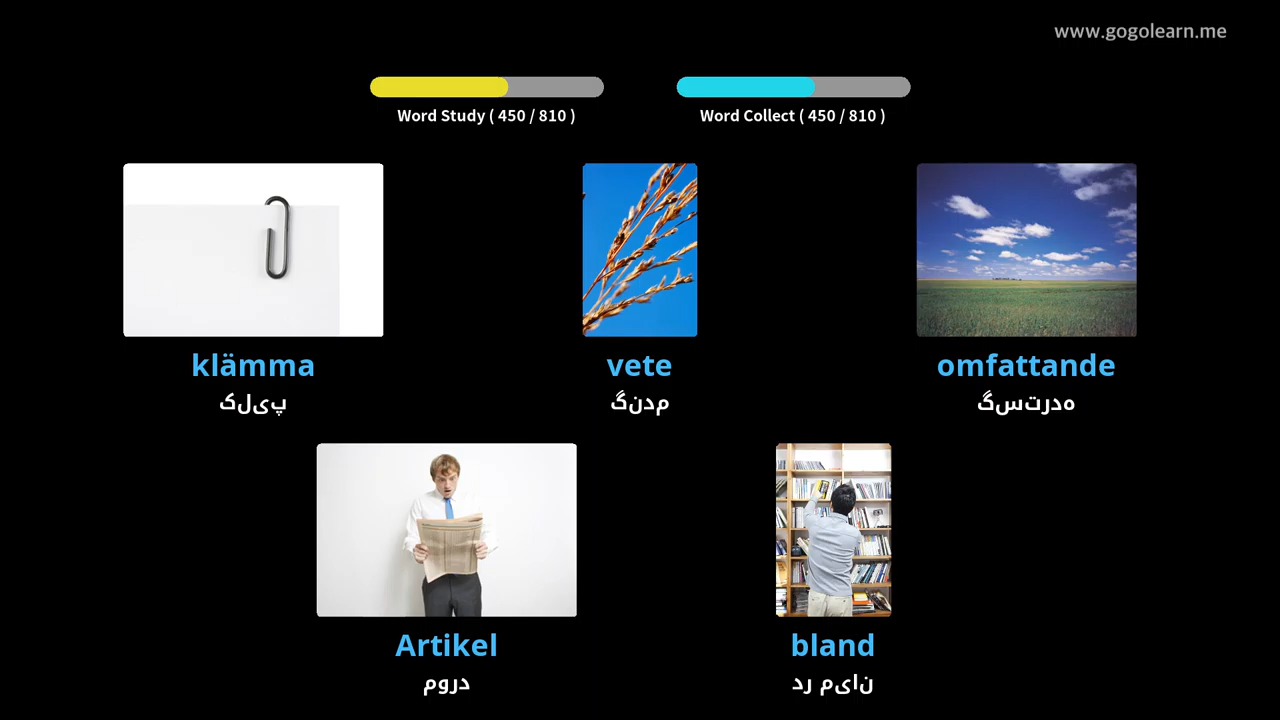 www.gogolearn.me
Word Study ( 450 / 810 )
Word Collect ( 450 / 810 )
klämma
پیلک
vete
مدنگ
omfattande
هدرتسگ
Artikel
دروم
bland
نایم رد